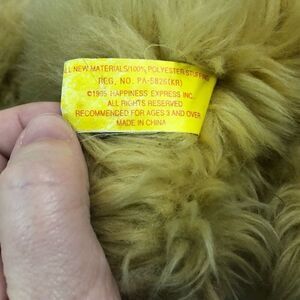 ALL NEW MATERIALS/100% POLYESTER STUFFING
REG. NO. PA-5826(KR)
©1995 HAPPINESS EXPRESS INC.
ALL RIGHTS RESERVED
RECOMMENDED FOR AGES 3 AND OVER
MADE IN CHINA